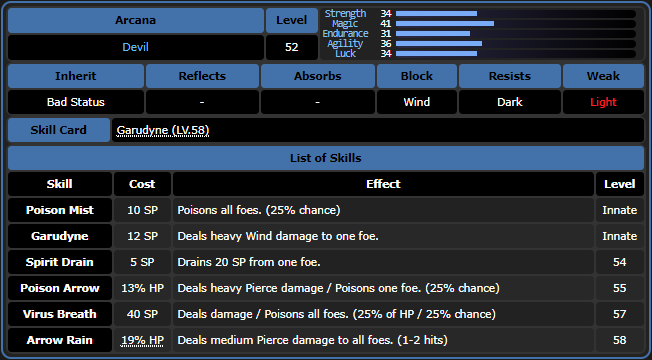 Arcana Level
Devil 52
Strength 34
Magic 41
Endurance 31
Agility 36
Luck 34
Inherit Reflects Absorbs Block Resists Weak
Bad Status - - Wind Dark Light
Skill Card Garudyne (LV.58)
List of Skills
Skill Cost Effect Level
Poison Mist 10 SP Poisons all foes. (25% chance) Innate
Garudyne 12 SP Deals heavy Wind damage to one foe. Innate
Spirit Drain 5 SP Drains 20 SP from one foe. 54
Poison Arrow 13% HP Deals heavy Pierce damage / Poisons one foe. (25% chance) 55
Virus Breath 40 SP Deals damage / Poisons all foes. (25% of HP / 25% chance) 57
Arrow Rain 19% HP Deals medium Pierce damage to all foes. (1-2 hits) 58